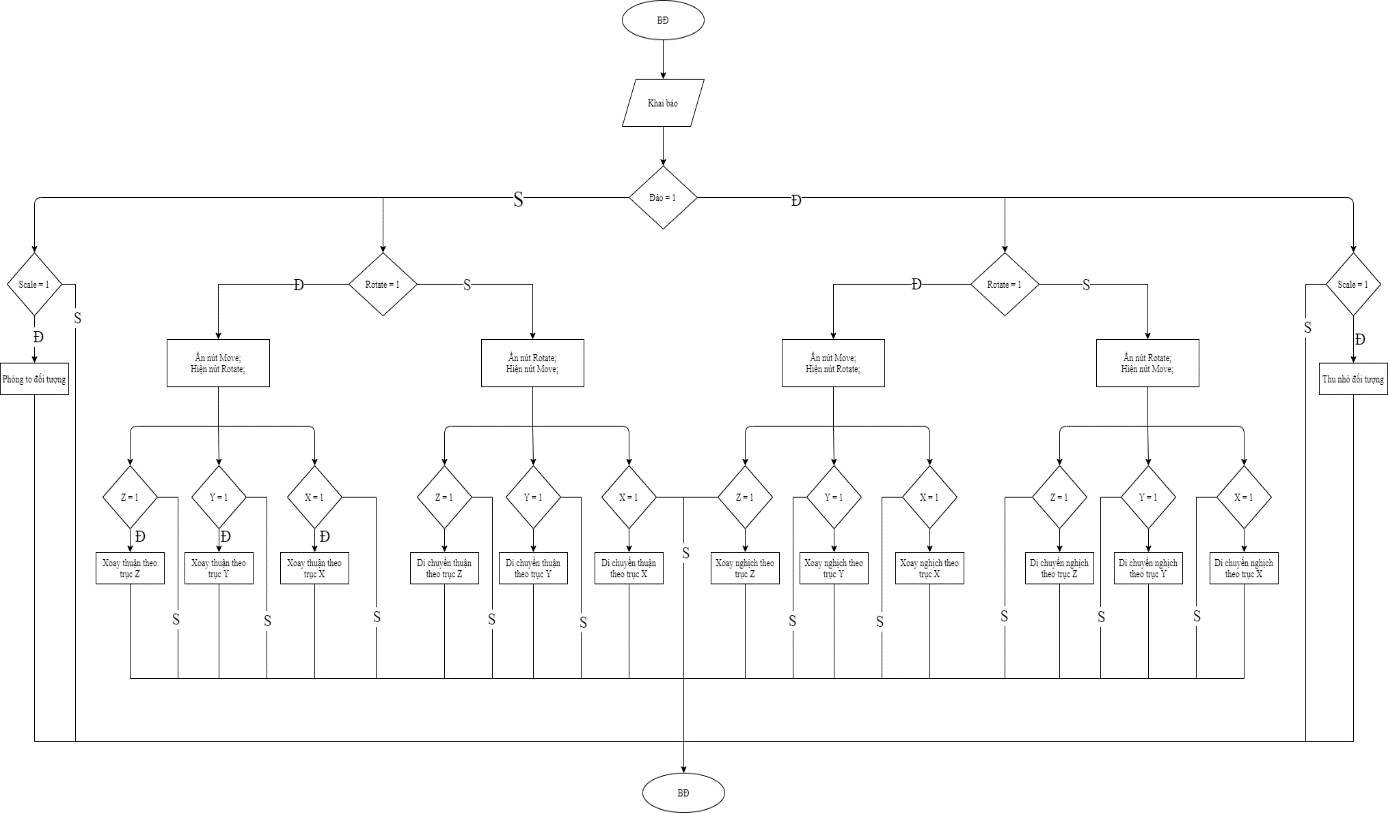 BĐ
Khai báo
Đảo = 1
S
Đ
Scale = 1
Rotate = 1
Rotate = 1
Scale = 1
Đ
S
Đ
S
S
Đ
S
Đ
Ẩn nút Move;
Hiện nút Rotate;
Ẩn nút Rotate;
Hiện nút Move;
Ẩn nút Move;
Hiện nút Rotate;
Ẩn nút Rotate;
Hiện nút Move;
Phóng to đối tượng
Thu nhỏ đối tượng
Z = 1
Y = 1
X = 1
Z = 1
Y = 1
X = 1
Z = 1
Y = 1
X = 1
Z = 1
Y = 1
X = 1
Đ
Đ
Đ
S
Xoay thuận theo
trục Z
Xoay thuận theo
trục Y
Xoay thuận theo
trục X
Di chuyển thuận
theo trục Z
Di chuyển thuận
theo trục Y
Di chuyển thuận
theo trục X
Xoay nghịch theo
trục Z
Xoay nghịch theo
trục Y
Xoay nghịch theo
trục X
Di chuyển nghịch
theo trục Z
Di chuyển nghịch
theo trục Y
Di chuyển nghịch
theo trục X
S
S
S
S
S
S
S
S
S
S
BĐ